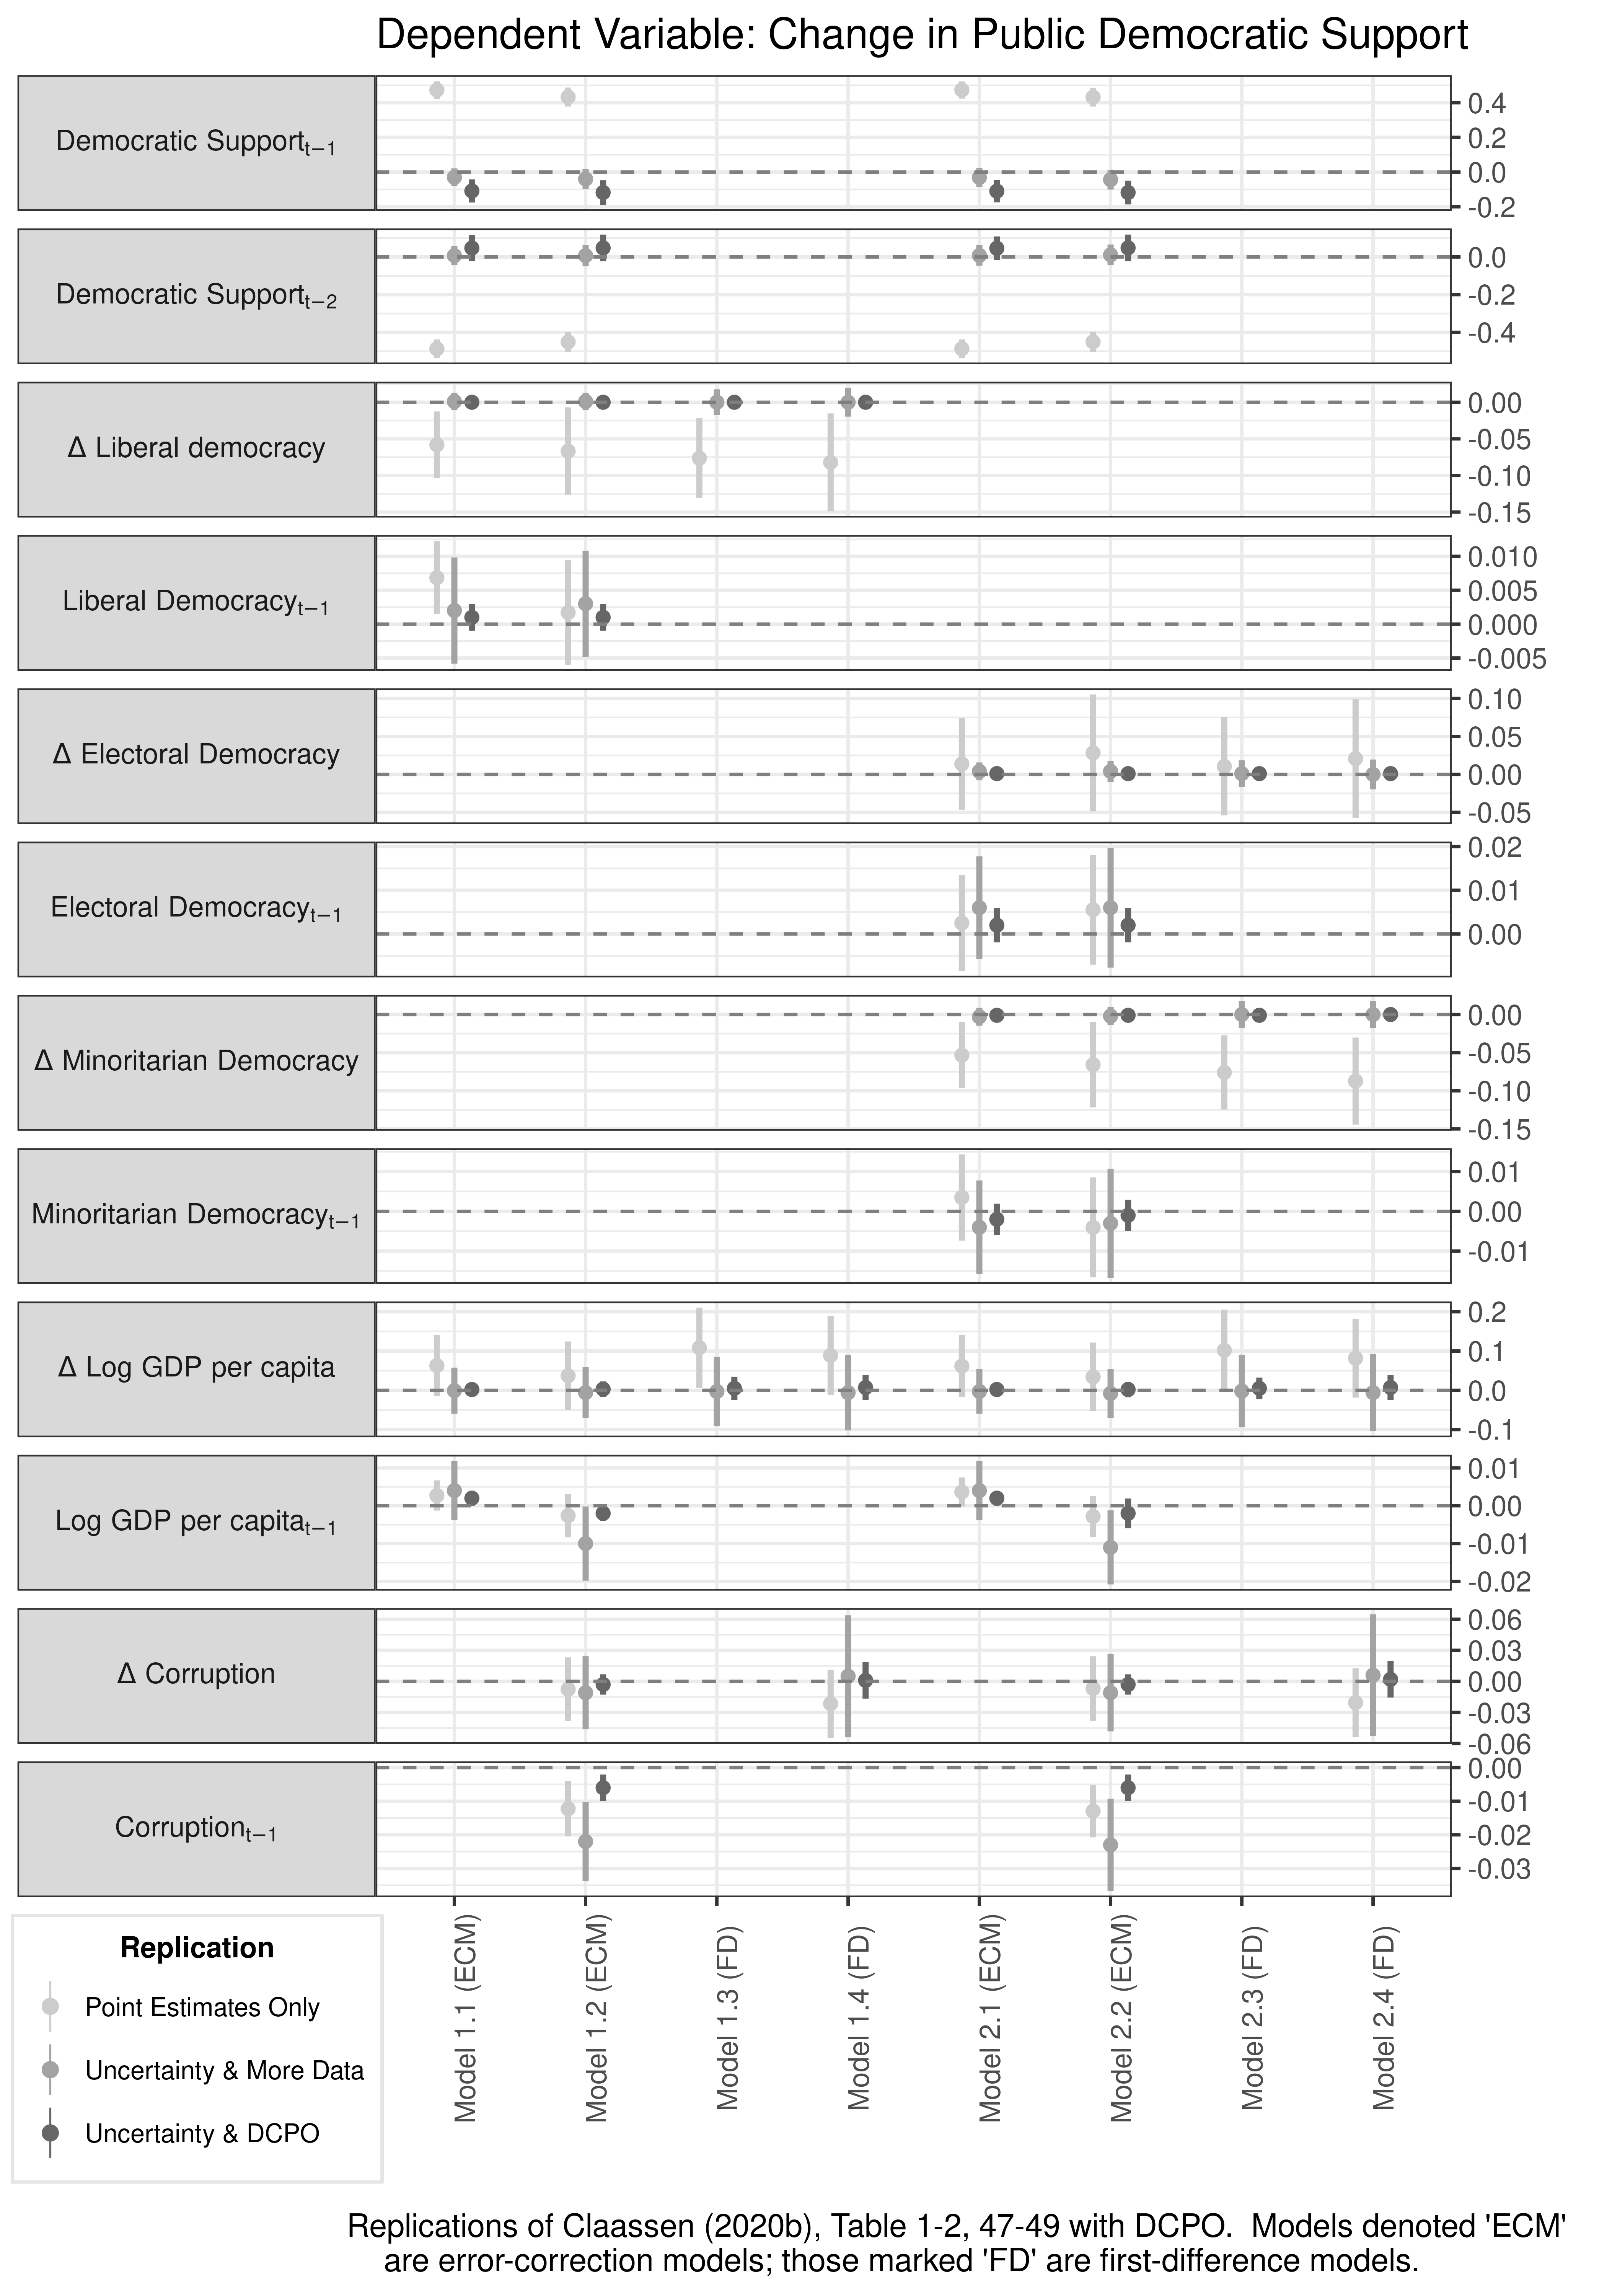 Dependent Variable: Change in Public Democratic Support
Democratic Supportt−1
0.4
0.2
0.0
-0.2
Democratic Supportt−2
0.0
-0.2
-0.4
Δ Liberal democracy
0.00
-0.05
-0.10
-0.15
Liberal Democracyt−1
0.010
0.005
0.000
-0.005
Δ Electoral Democracy
0.10
0.05
0.00
-0.05
Electoral Democracyt−1
0.02
0.01
0.00
Δ Minoritarian Democracy
0.00
-0.05
-0.10
-0.15
Minoritarian Democracyt−1
0.01
0.00
-0.01
Δ Log GDP per capita
0.2
0.1
0.0
-0.1
Log GDP per capitat−1
0.01
0.00
-0.01
-0.02
Δ Corruption
0.06
0.03
0.00
-0.03
-0.06
Corruptiont−1
0.00
-0.01
-0.02
-0.03
Model 1.1 (ECM)
Model 1.2 (ECM)
Model 1.3 (FD)
Model 1.4 (FD)
Model 2.1 (ECM)
Model 2.2 (ECM)
Model 2.3 (FD)
Model 2.4 (FD)
Replication
Point Estimates Only
Uncertainty & More Data
Uncertainty & DCPO
Replications of Claassen (2020b), Table 1-2, 47-49 with DCPO.  Models denoted 'ECM'
are error-correction models; those marked 'FD' are first-difference models.